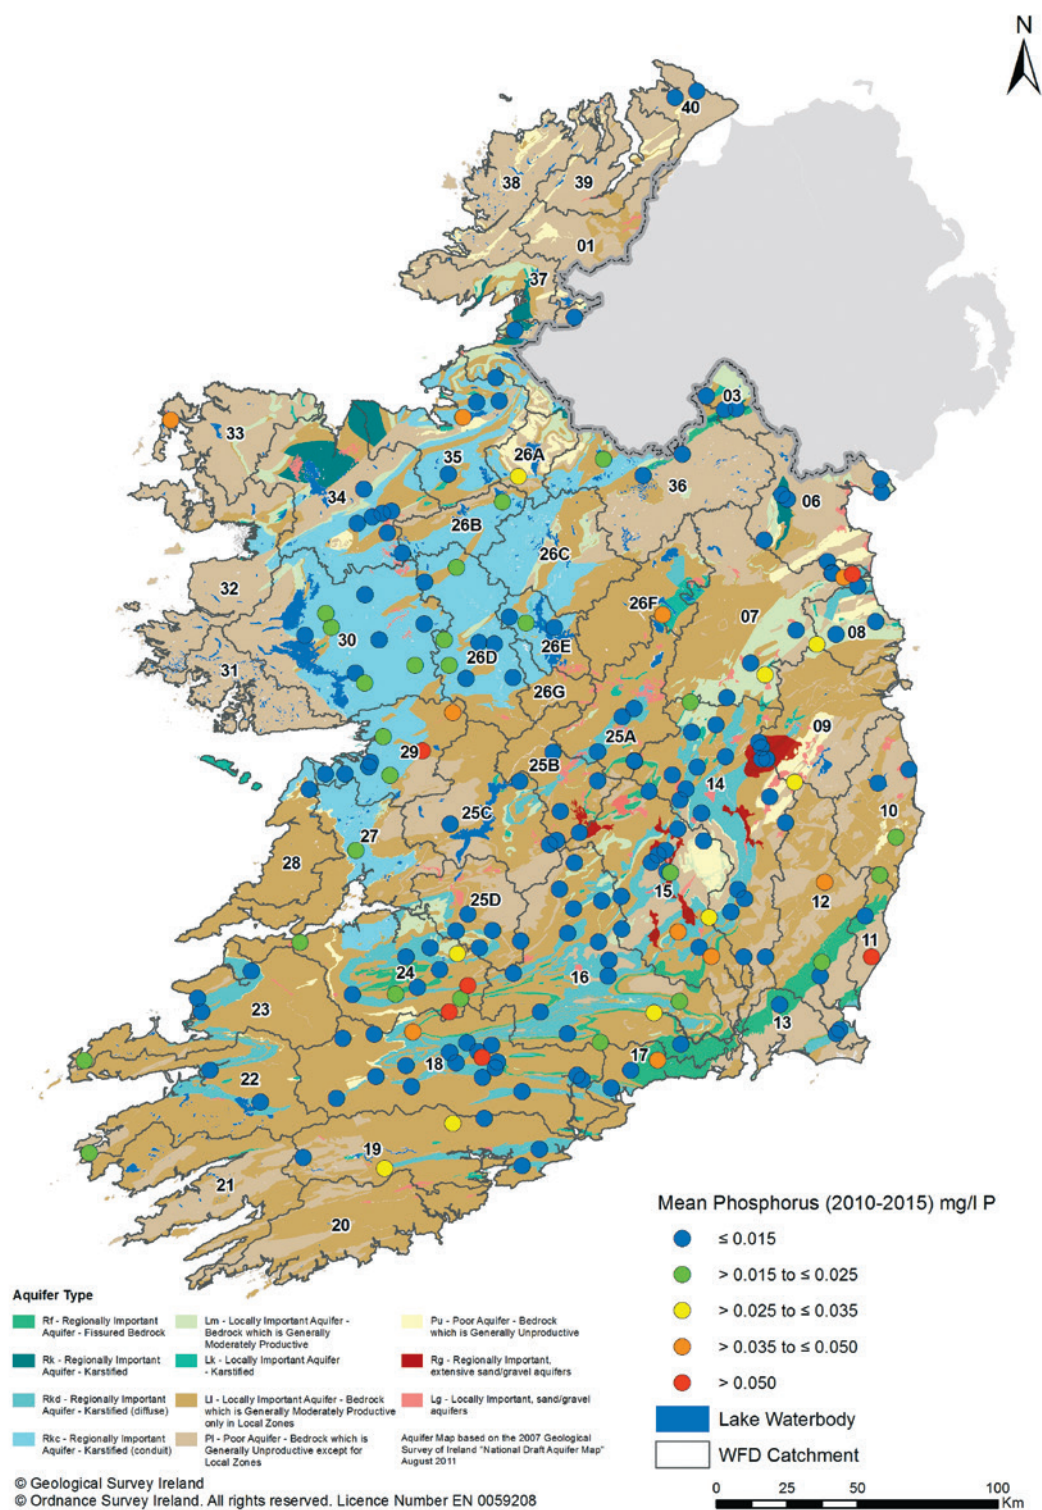 N
40
38
39
01
37
03
33
35
26A
34
36
06
26B
26C
32
26F
07
30
08
26D
26E
31
26G
09
29
25A
25B
14
25C
10
27
28
15
12
25D
11
24
16
23
13
18
17
22
19
21
20
Mean Phosphorus (2010-2015) mg/l P
≤ 0.015
> 0.015 to ≤ 0.025
> 0.025 to ≤ 0.035
> 0.035 to ≤ 0.050
> 0.050
Lake Waterbody
WFD Catchment
0 25 50 100
Km
Aquifer Type
Rf - Regionally Important
Aquifer - Fissured Bedrock
Rk - Regionally Important
Aquifer - Karstified
Rkd - Regionally Important
Aquifer - Karstified (diffuse)
Rkc - Regionally Important
Aquifer - Karstified (conduit)
Lm - Locally Important Aquifer -
Bedrock which is Generally
Moderately Productive
Lk - Locally Important Aquifer
- Karstified
Ll - Locally Important Aquifer - Bedrock
which is Generally Moderately Productive
only in Local Zones
Pl - Poor Aquifer - Bedrock which is
Generally Unproductive except for
Local Zones
Pu - Poor Aquifer - Bedrock
which is Generally Unproductive
Rg - Regionally Important,
extensive sand/gravel aquifers
Lg - Locally Important, sand/gravel
aquifers
Aquifer Map based on the 2007 Geological
Survey of Ireland "National Draft Aquifer Map"
August 2011
© Geological Survey Ireland
© Ordnance Survey Ireland. All rights reserved. Licence Number EN 0059208